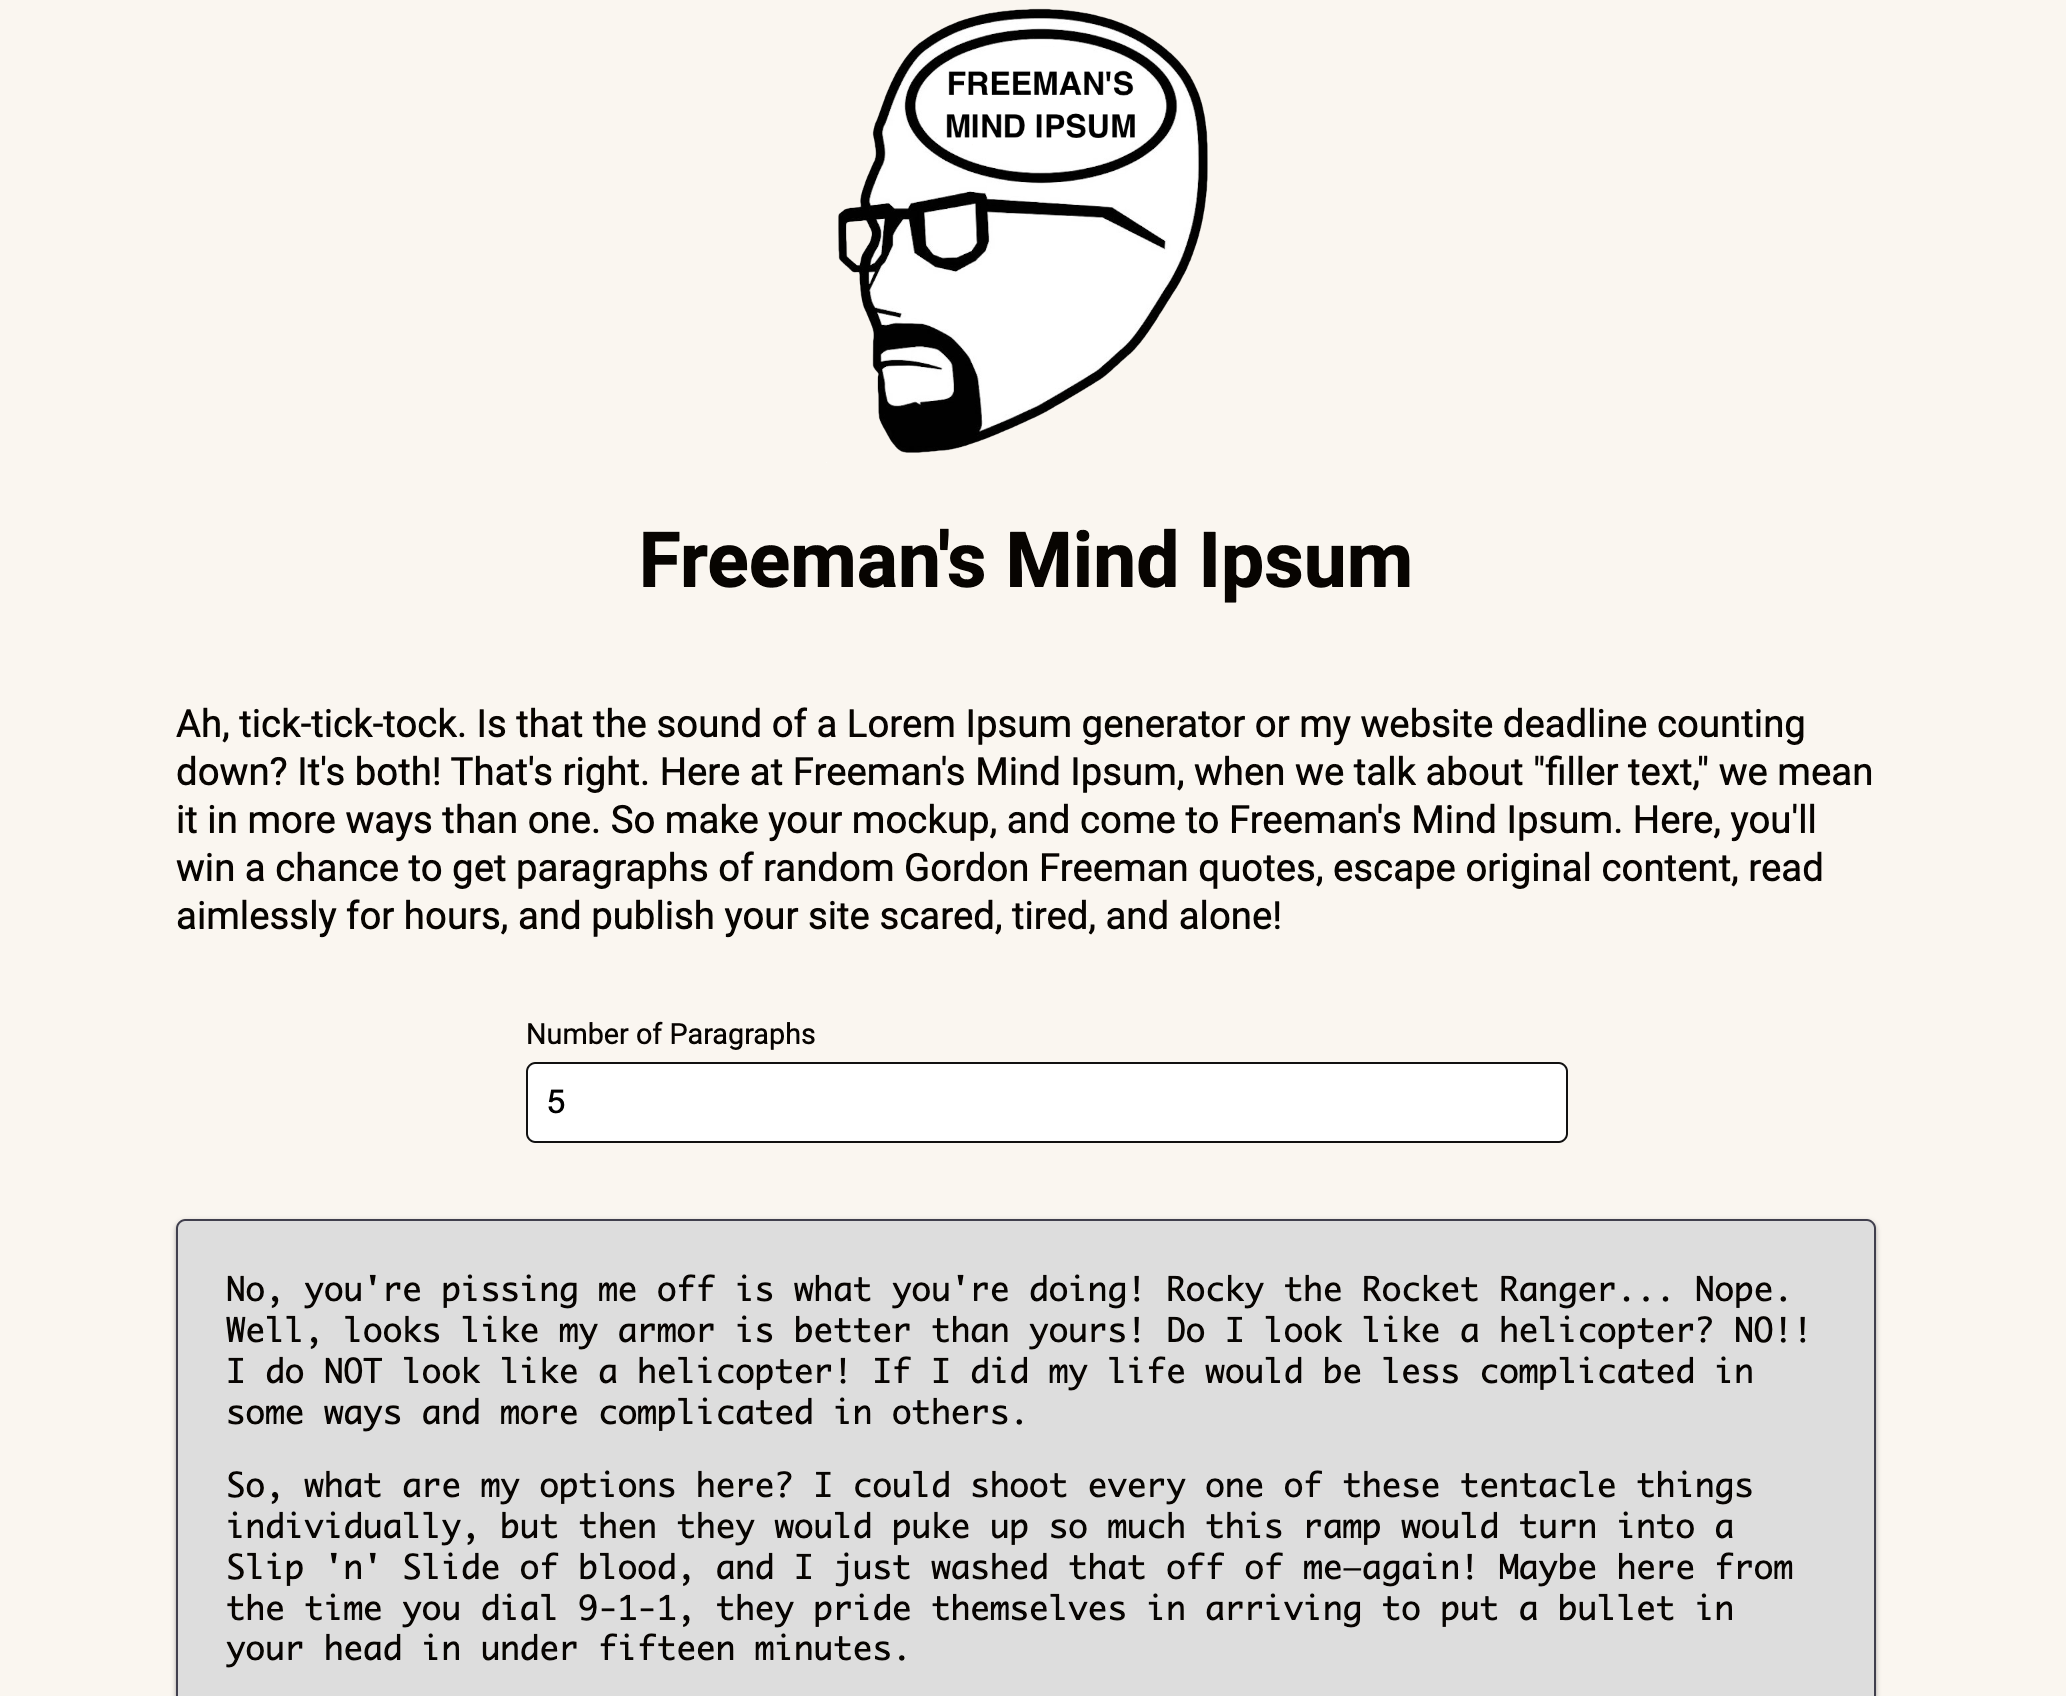 FREEMAN'S
MIND IPSUM
Freeman's Mind Ipsum
Ah, tick-tick-tock. Is that the sound of a Lorem Ipsum generator or my website deadline counting
down? It's both! That's right. Here at Freeman's Mind Ipsum, when we talk about "filler text," we mean
it in more ways than one. So make your mockup, and come to Freeman's Mind Ipsum. Here, you'll
win a chance to get paragraphs of random Gordon Freeman quotes, escape original content, read
aimlessly for hours, and publish your site scared, tired, and alone!
Number of Paragraphs
5
No, you're pissing me off is what you're doing! Rocky the Rocket Ranger... Nope.
Well, looks like my armor is better than yours! Do I look like a helicopter? NO!!
I do NOT look like a helicopter! If I did my life would be less complicated in
some ways and more complicated in others.
So, what are my options here? I could shoot every one of these tentacle things
individually, but then they would puke up so much this ramp would turn into a
Slip 'n' Slide of blood, and I just washed that off of me—again! Maybe here from
the time you dial 9-1-1, they pride themselves in arriving to put a bullet in
your head in under fifteen minutes.